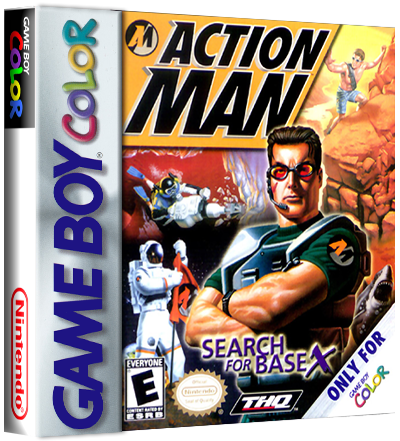 GAME BOY COLOR
Nintendo
GAME BOY COLOR
ACTION
MAN
SEARCH
FOR BASE X
EVERYONE
E
CONTENT RATED BY
ESRB
Nintendo
THQ
ONLY FOR
GAME BOY
COLOR